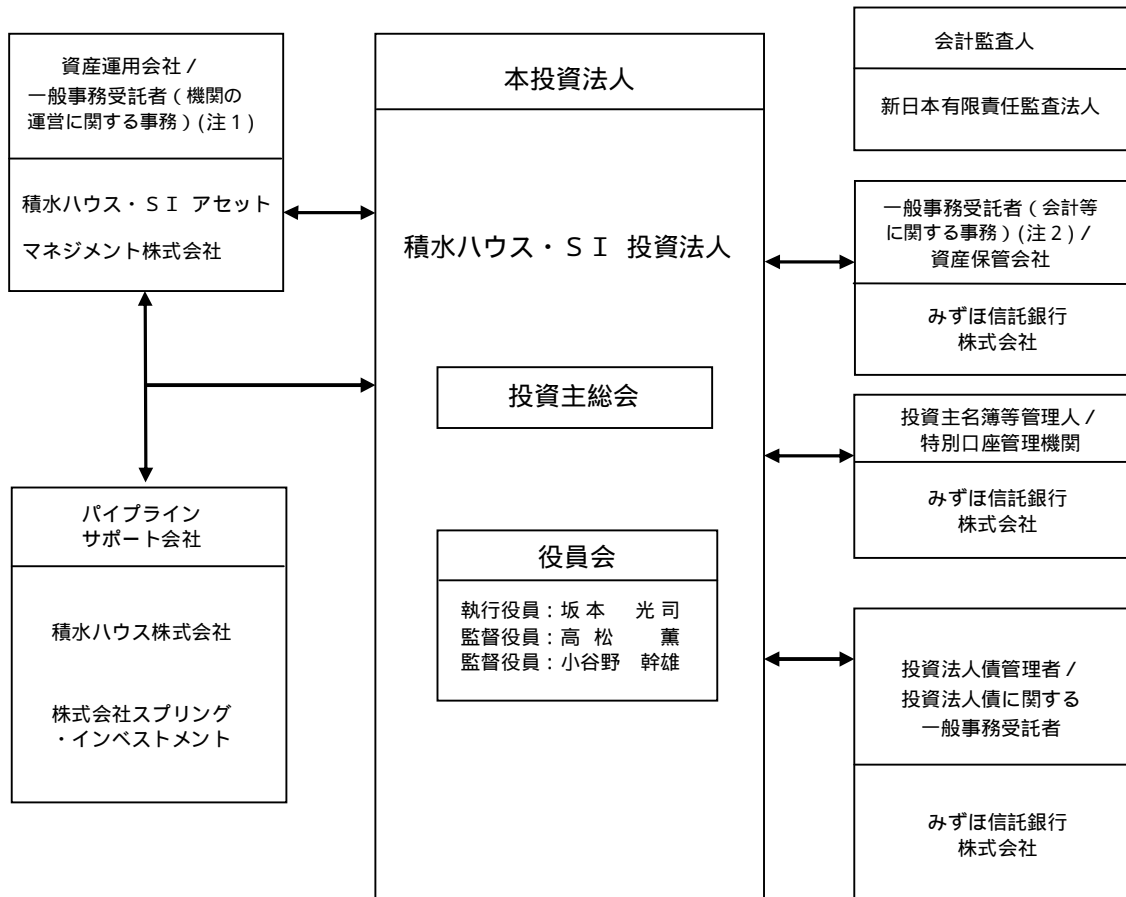 資産運用会社 /
一般事務受託者 ( 機関の
運営に関する事務 ) (注１)
積水ハウス・ＳＩ アセット
マネジメント株式会社
パイプライン
サポート会社
積水ハウス株式会社
株式会社スプリング
・インベストメント
本投資法人
積水ハウス・ＳＩ 投資法人
投資主総会
役員会
執行役員 : 坂 本　光 司
監督役員 : 高 松　薫
監督役員 : 小谷野　幹雄
会計監査人
新日本有限責任監査法人
一般事務受託者 ( 会計等
に関する事務 ) (注２) /
資産保管会社
みずほ信託銀行
株式会社
投資主名簿等管理人 /
特別口座管理機関
みずほ信託銀行
株式会社
投資法人債管理者 /
投資法人債に関する
一般事務受託者
みずほ信託銀行
株式会社